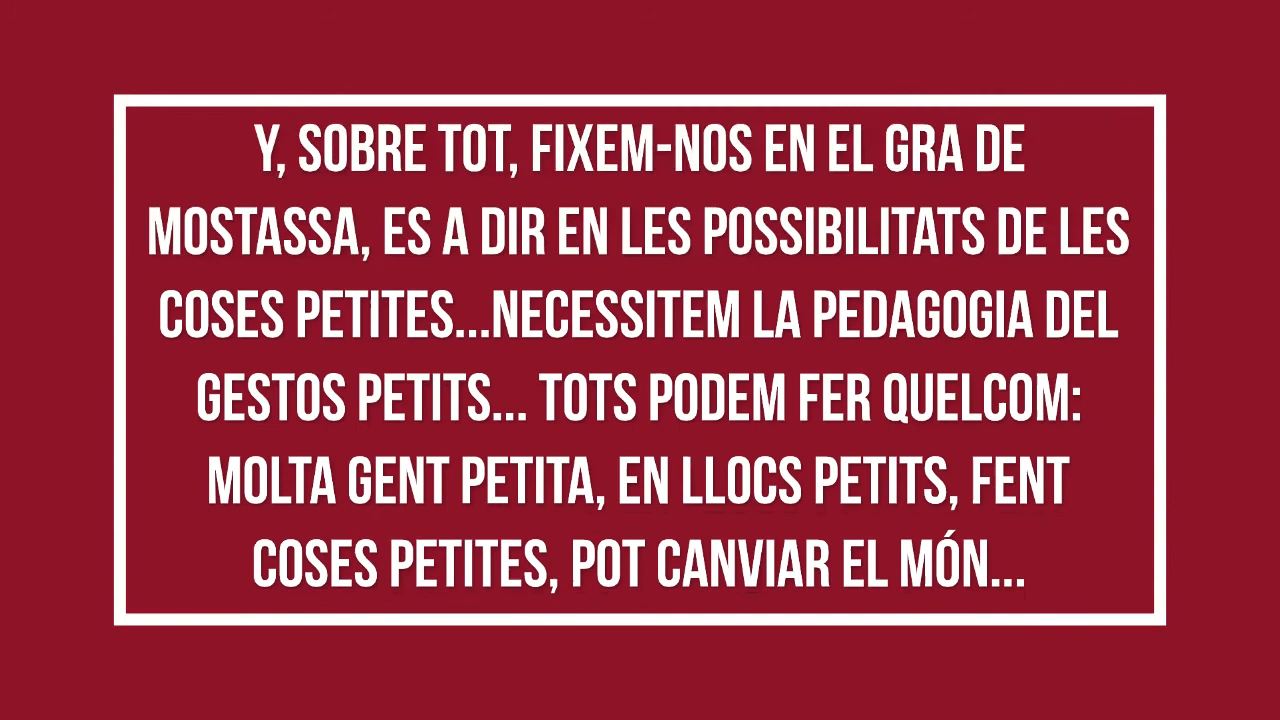 Y, SOBRE TOT, FIXEM-NOS EN EL GRA DE
MOSTASSA, ES A DIR EN LES POSSIBILITATS DE LES
COSES PETITES...NECESSITEM LA PEDAGOGIA DEL
GESTOS PETITS... TOTS PODEM FER QUELCOM:
MOLTA GENT PETITA, EN LLOCS PETITS, FENT
COSES PETITES, POT CANVIAR EL MÓN...